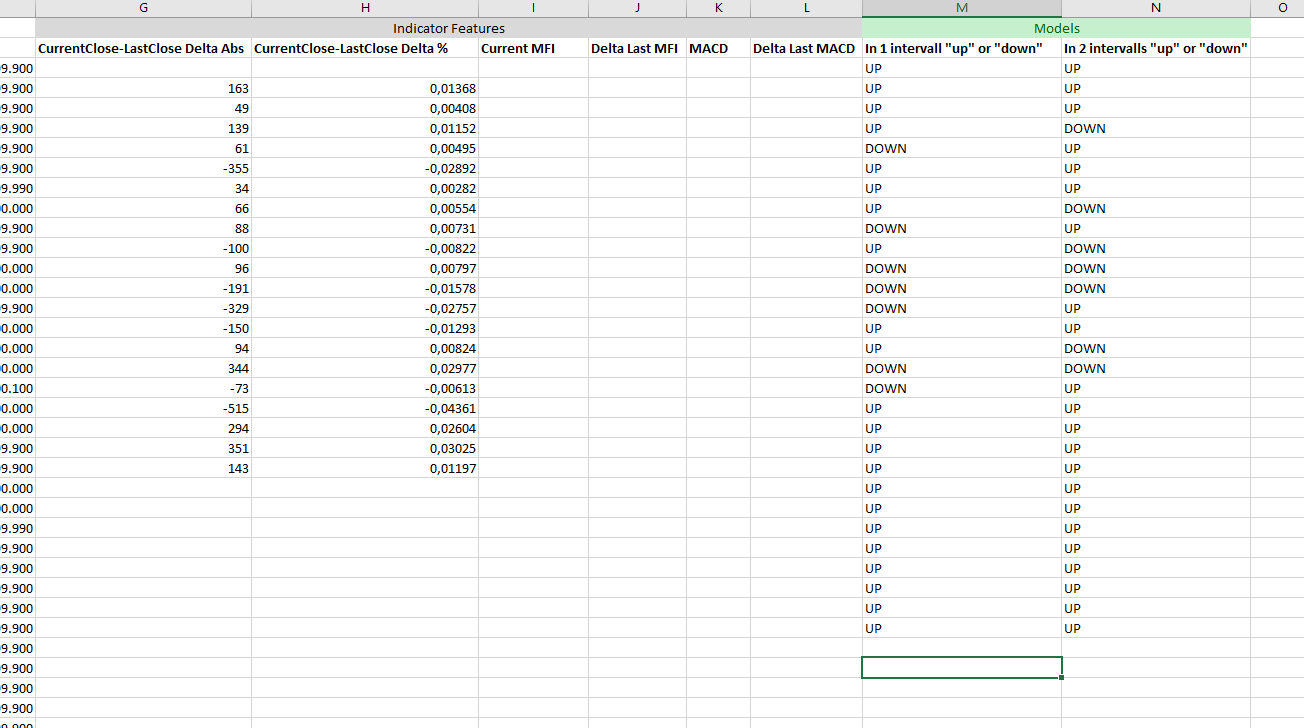 G H I J K L M N O
Indicator Features Models
CurrentClose-LastClose Delta Abs CurrentClose-LastClose Delta % Current MFI Delta Last MFI MACD Delta Last MACD In 1 intervall "up" or "down" In 2 intervalls "up" or "down"
9.900 UP UP
9.900 163 0,01368 UP UP
9.900 49 0,00408 UP UP
9.900 139 0,01152 UP DOWN
9.900 61 0,00495 DOWN UP
9.900 -355 -0,02892 UP UP
9.990 34 0,00282 UP UP
0.000 66 0,00554 UP DOWN
9.900 88 0,00731 DOWN UP
9.900 -100 -0,00822 UP DOWN
0.000 96 0,00797 DOWN DOWN
0.000 -191 -0,01578 DOWN DOWN
9.900 -329 -0,02757 DOWN UP
0.000 -150 -0,01293 UP UP
0.000 94 0,00824 UP DOWN
0.000 344 0,02977 DOWN DOWN
0.100 -73 -0,00613 DOWN UP
0.000 -515 -0,04361 UP UP
0.000 294 0,02604 UP UP
9.900 351 0,03025 UP UP
9.900 143 0,01197 UP UP
0.000 UP UP
0.000 UP UP
9.990 UP UP
9.900 UP UP
9.900 UP UP
9.900 UP UP
9.900 UP UP
9.900 UP UP
9.900
9.900
9.900
9.900